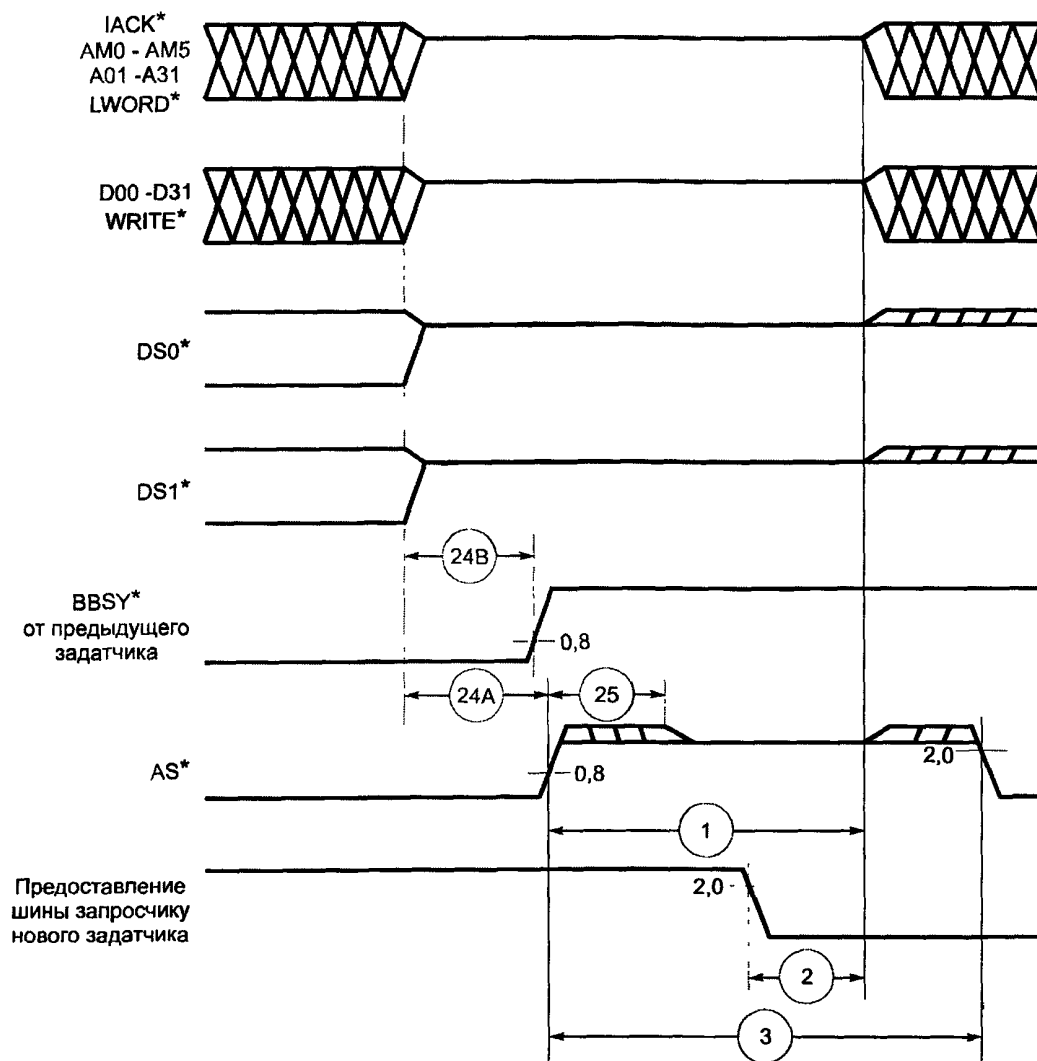 IACK*
AM0 - AM5
A01 -A31
LWORD*
D00 -D31
WRITE*
DS0*
DS1*
24B
BBSY*
от предыдущего
задатчика
0,8
24A
25
AS*
0,8
2,0
1
Предоставление
шины запросчику
нового задатчика
2,0
2
3